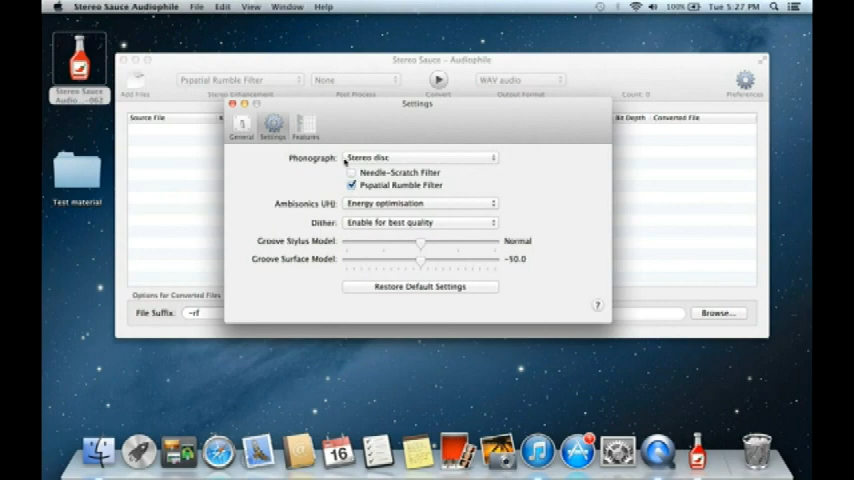 Stereo Sauce Audiophile File Edit View Window Help
100% Tue 5:27 PM
Stereo Sauce
Audio ...-063
Test material
Stereo Sauce – Audiophile
Pspatial Rumble Filter
None
WAV audio
Add Files
Stereo Enhancement
Post Process
Convert
Output Format
Count: 0
Preferences
Source File
Bit Depth
Converted File
Settings
General
Settings
Features
Phonograph: Stereo disc
Needle-Scratch Filter
Pspatial Rumble Filter
Ambisonics UHJ: Energy optimisation
Dither: Enable for best quality
Groove Stylus Model: Normal
Groove Surface Model: -50.0
Restore Default Settings
?
Options for Converted Files
File Suffix: -rf
Browse...
16